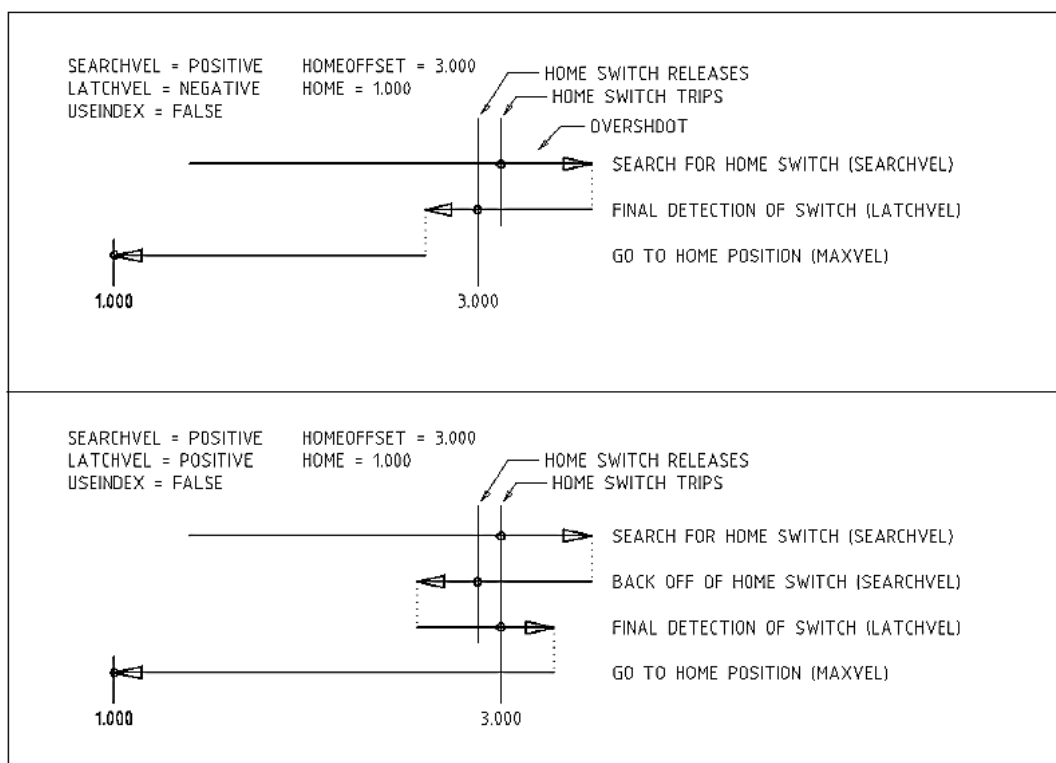 SEARCHVEL = POSITIVE HOMEOFFSET = 3.000
LATCHVEL = NEGATIVE HOME = 1.000
USEINDEX = FALSE
HOME SWITCH RELEASES
HOME SWITCH TRIPS
OVERSHOOT
SEARCH FOR HOME SWITCH (SEARCHVEL)
FINAL DETECTION OF SWITCH (LATCHVEL)
GO TO HOME POSITION (MAXVEL)
1.000 3.000
SEARCHVEL = POSITIVE HOMEOFFSET = 3.000
LATCHVEL = POSITIVE HOME = 1.000
USEINDEX = FALSE
HOME SWITCH RELEASES
HOME SWITCH TRIPS
SEARCH FOR HOME SWITCH (SEARCHVEL)
BACK OFF OF HOME SWITCH (SEARCHVEL)
FINAL DETECTION OF SWITCH (LATCHVEL)
GO TO HOME POSITION (MAXVEL)
1.000 3.000